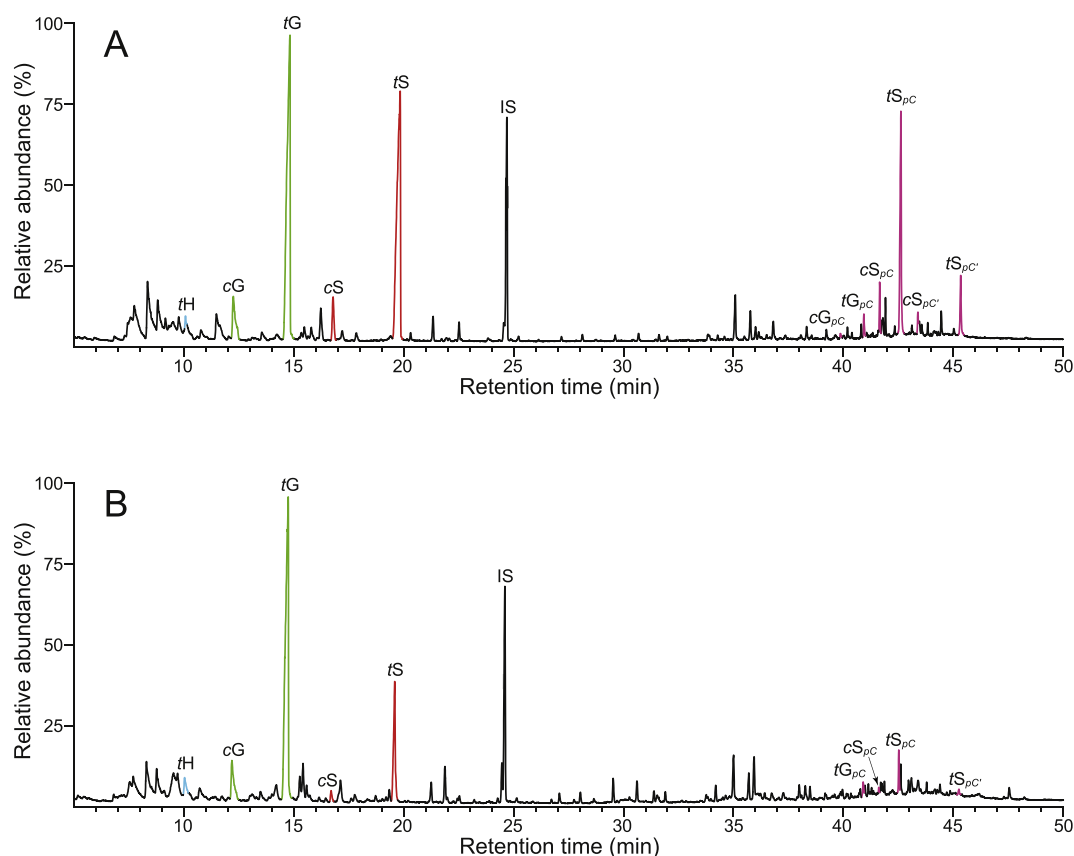 A
Relative abundance (%)
100
75
50
25
tH
cG
tG
cS
tS
IS
cGpC
tGpC
cSpC
tSpC
cSpC'
tSpC'
10 15 20 25 30 35 40 45 50
Retention time (min)
B
Relative abundance (%)
100
75
50
25
tH
cG
tG
cS
tS
IS
tGpC
cSpC
tSpC
tSpC'
10 15 20 25 30 35 40 45 50
Retention time (min)